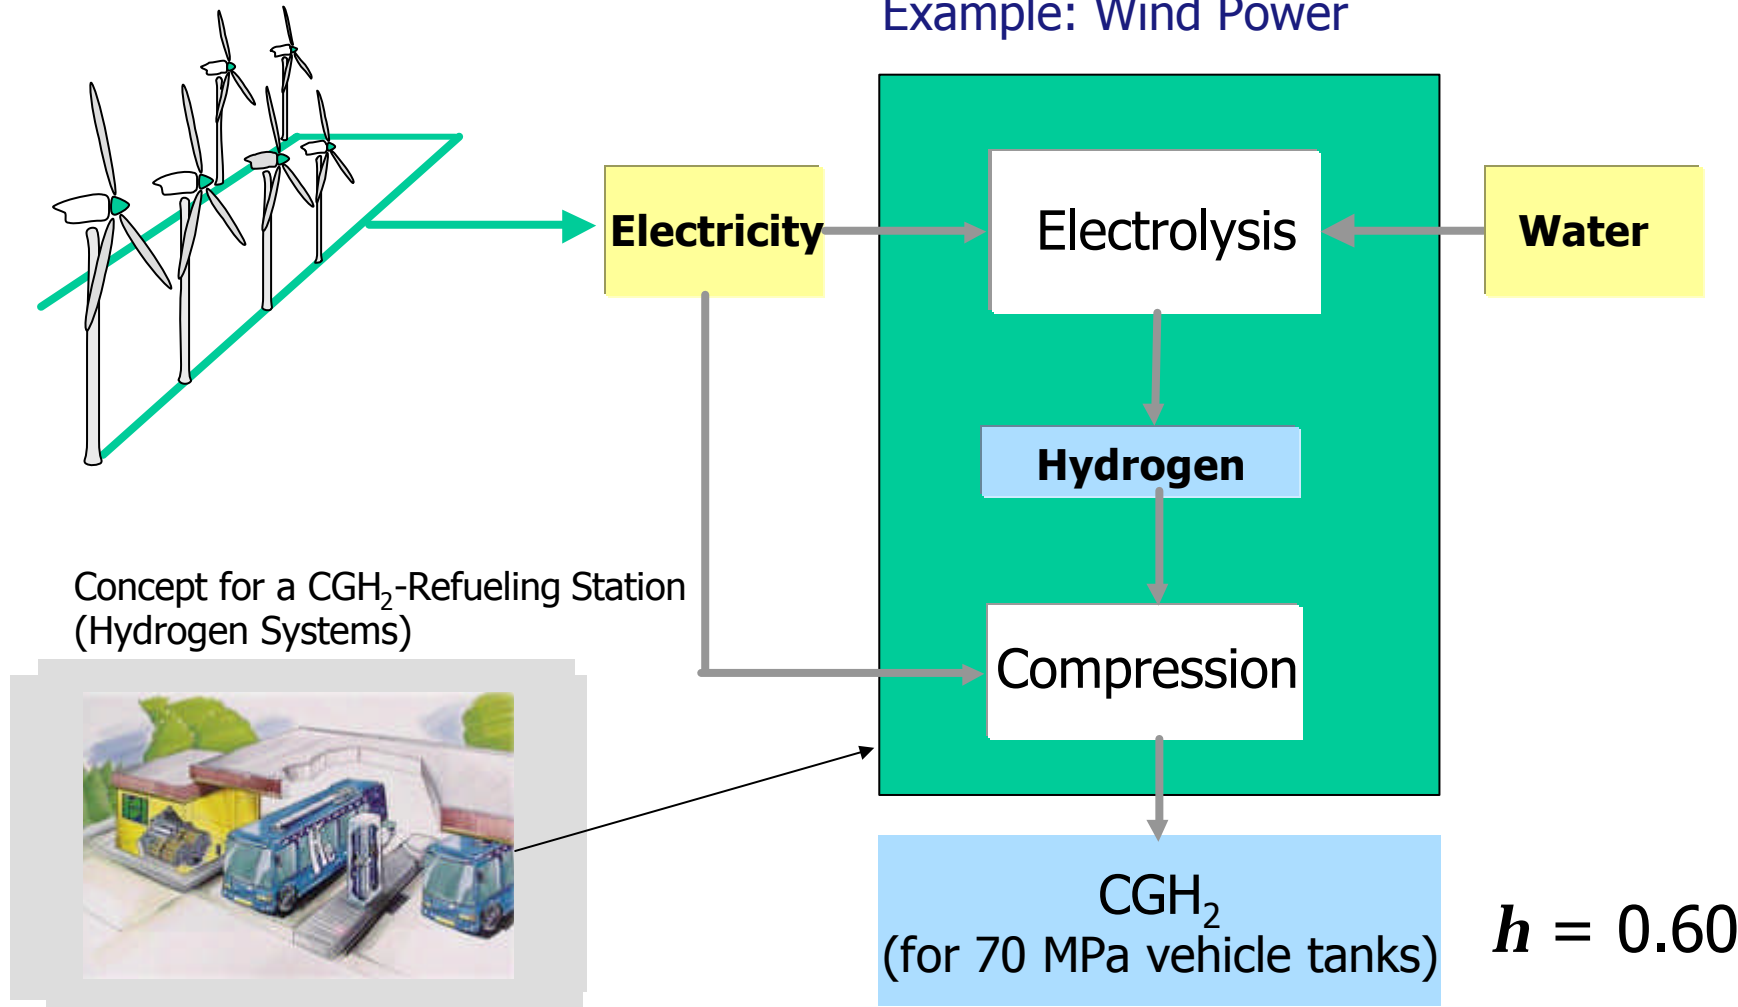 Example: Wind Power
Electricity
Electrolysis
Water
Hydrogen
Concept for a CGH₂-Refueling Station
(Hydrogen Systems)
Compression
CGH₂
(for 70 MPa vehicle tanks)
h = 0.60